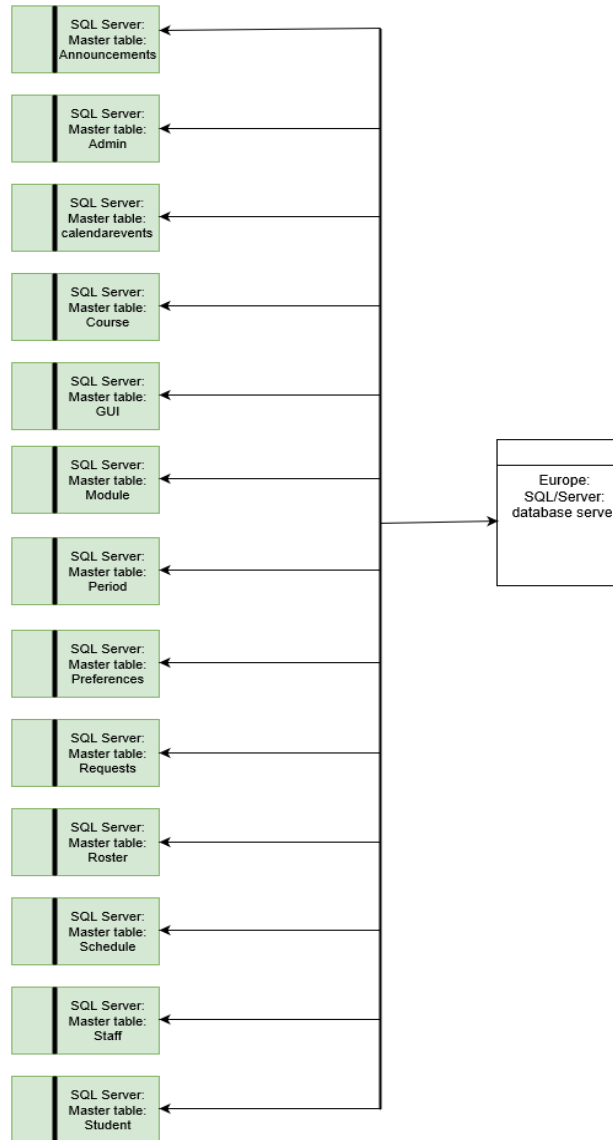 SQL Server:
Master table:
Announcements
SQL Server:
Master table:
Admin
SQL Server:
Master table:
calendarevents
SQL Server:
Master table:
Course
SQL Server:
Master table:
GUI
SQL Server:
Master table:
Module
Europe:
SQL/Server:
database serve
SQL Server:
Master table:
Period
SQL Server:
Master table:
Preferences
SQL Server:
Master table:
Requests
SQL Server:
Master table:
Roster
SQL Server:
Master table:
Schedule
SQL Server:
Master table:
Staff
SQL Server:
Master table:
Student